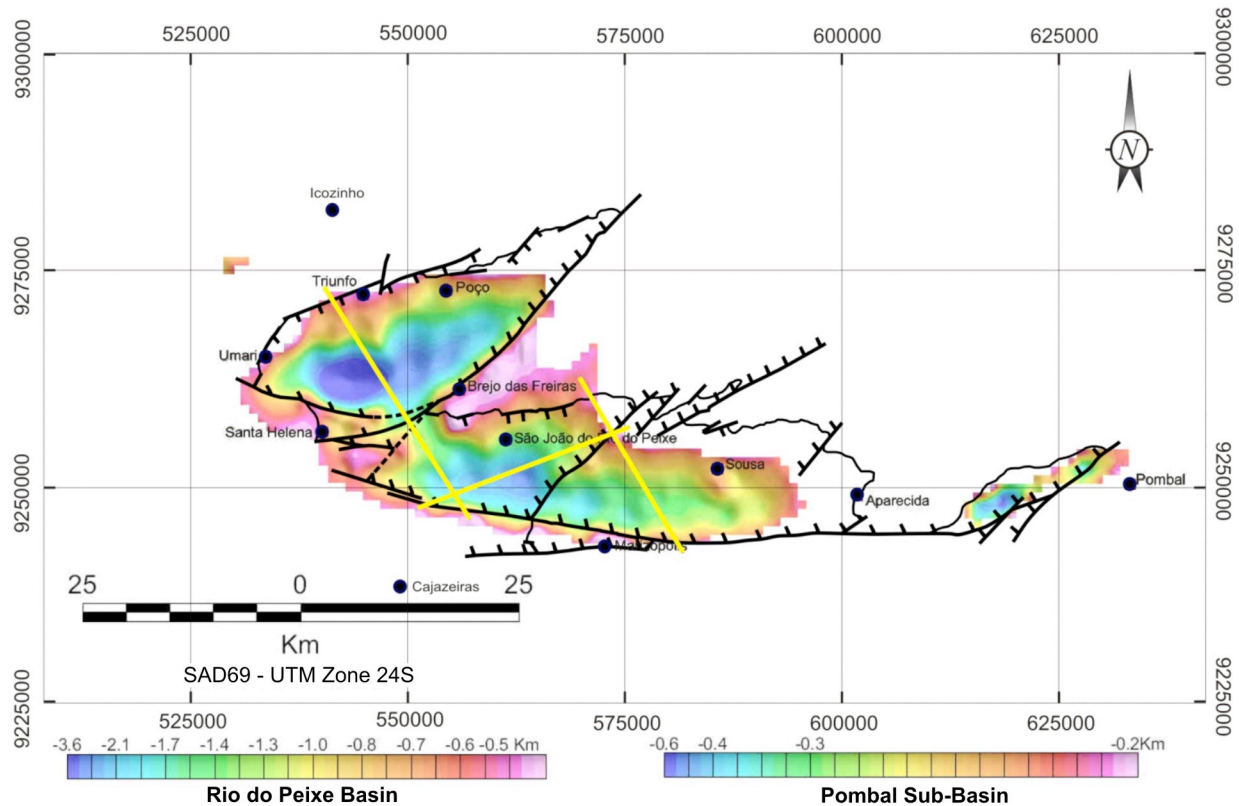 525000 550000 575000 600000 625000
9300000 9300000
N
Icozinho
9275000 9275000
Triunfo
Poço
Umari
Brejo das Freiras
Santa Helena
São João do Rio do Peixe
Sousa
9250000 9250000
Pombal
Aparecida
Marizópolis
Cajazeiras
25 0 25
Km
SAD69 - UTM Zone 24S
9225000 9225000
525000 550000 575000 600000 625000
-3.6 -2.1 -1.7 -1.4 -1.3 -1.0 -0.8 -0.7 -0.6 -0.5 Km
Rio do Peixe Basin
-0.6 -0.4 -0.3 -0.2Km
Pombal Sub-Basin